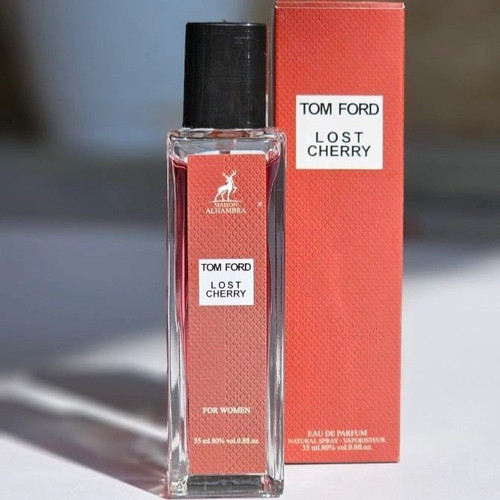 MAISON
ALHAMBRA
TOM FORD
LOST
CHERRY
FOR WOMEN
35 ml.80% vol.0.8fl.oz.
TOM FORD
LOST
CHERRY
EAU DE PARFUM
NATURAL SPRAY - VAPORISTEUR
35 ml.80% vol.0.8fl.oz.